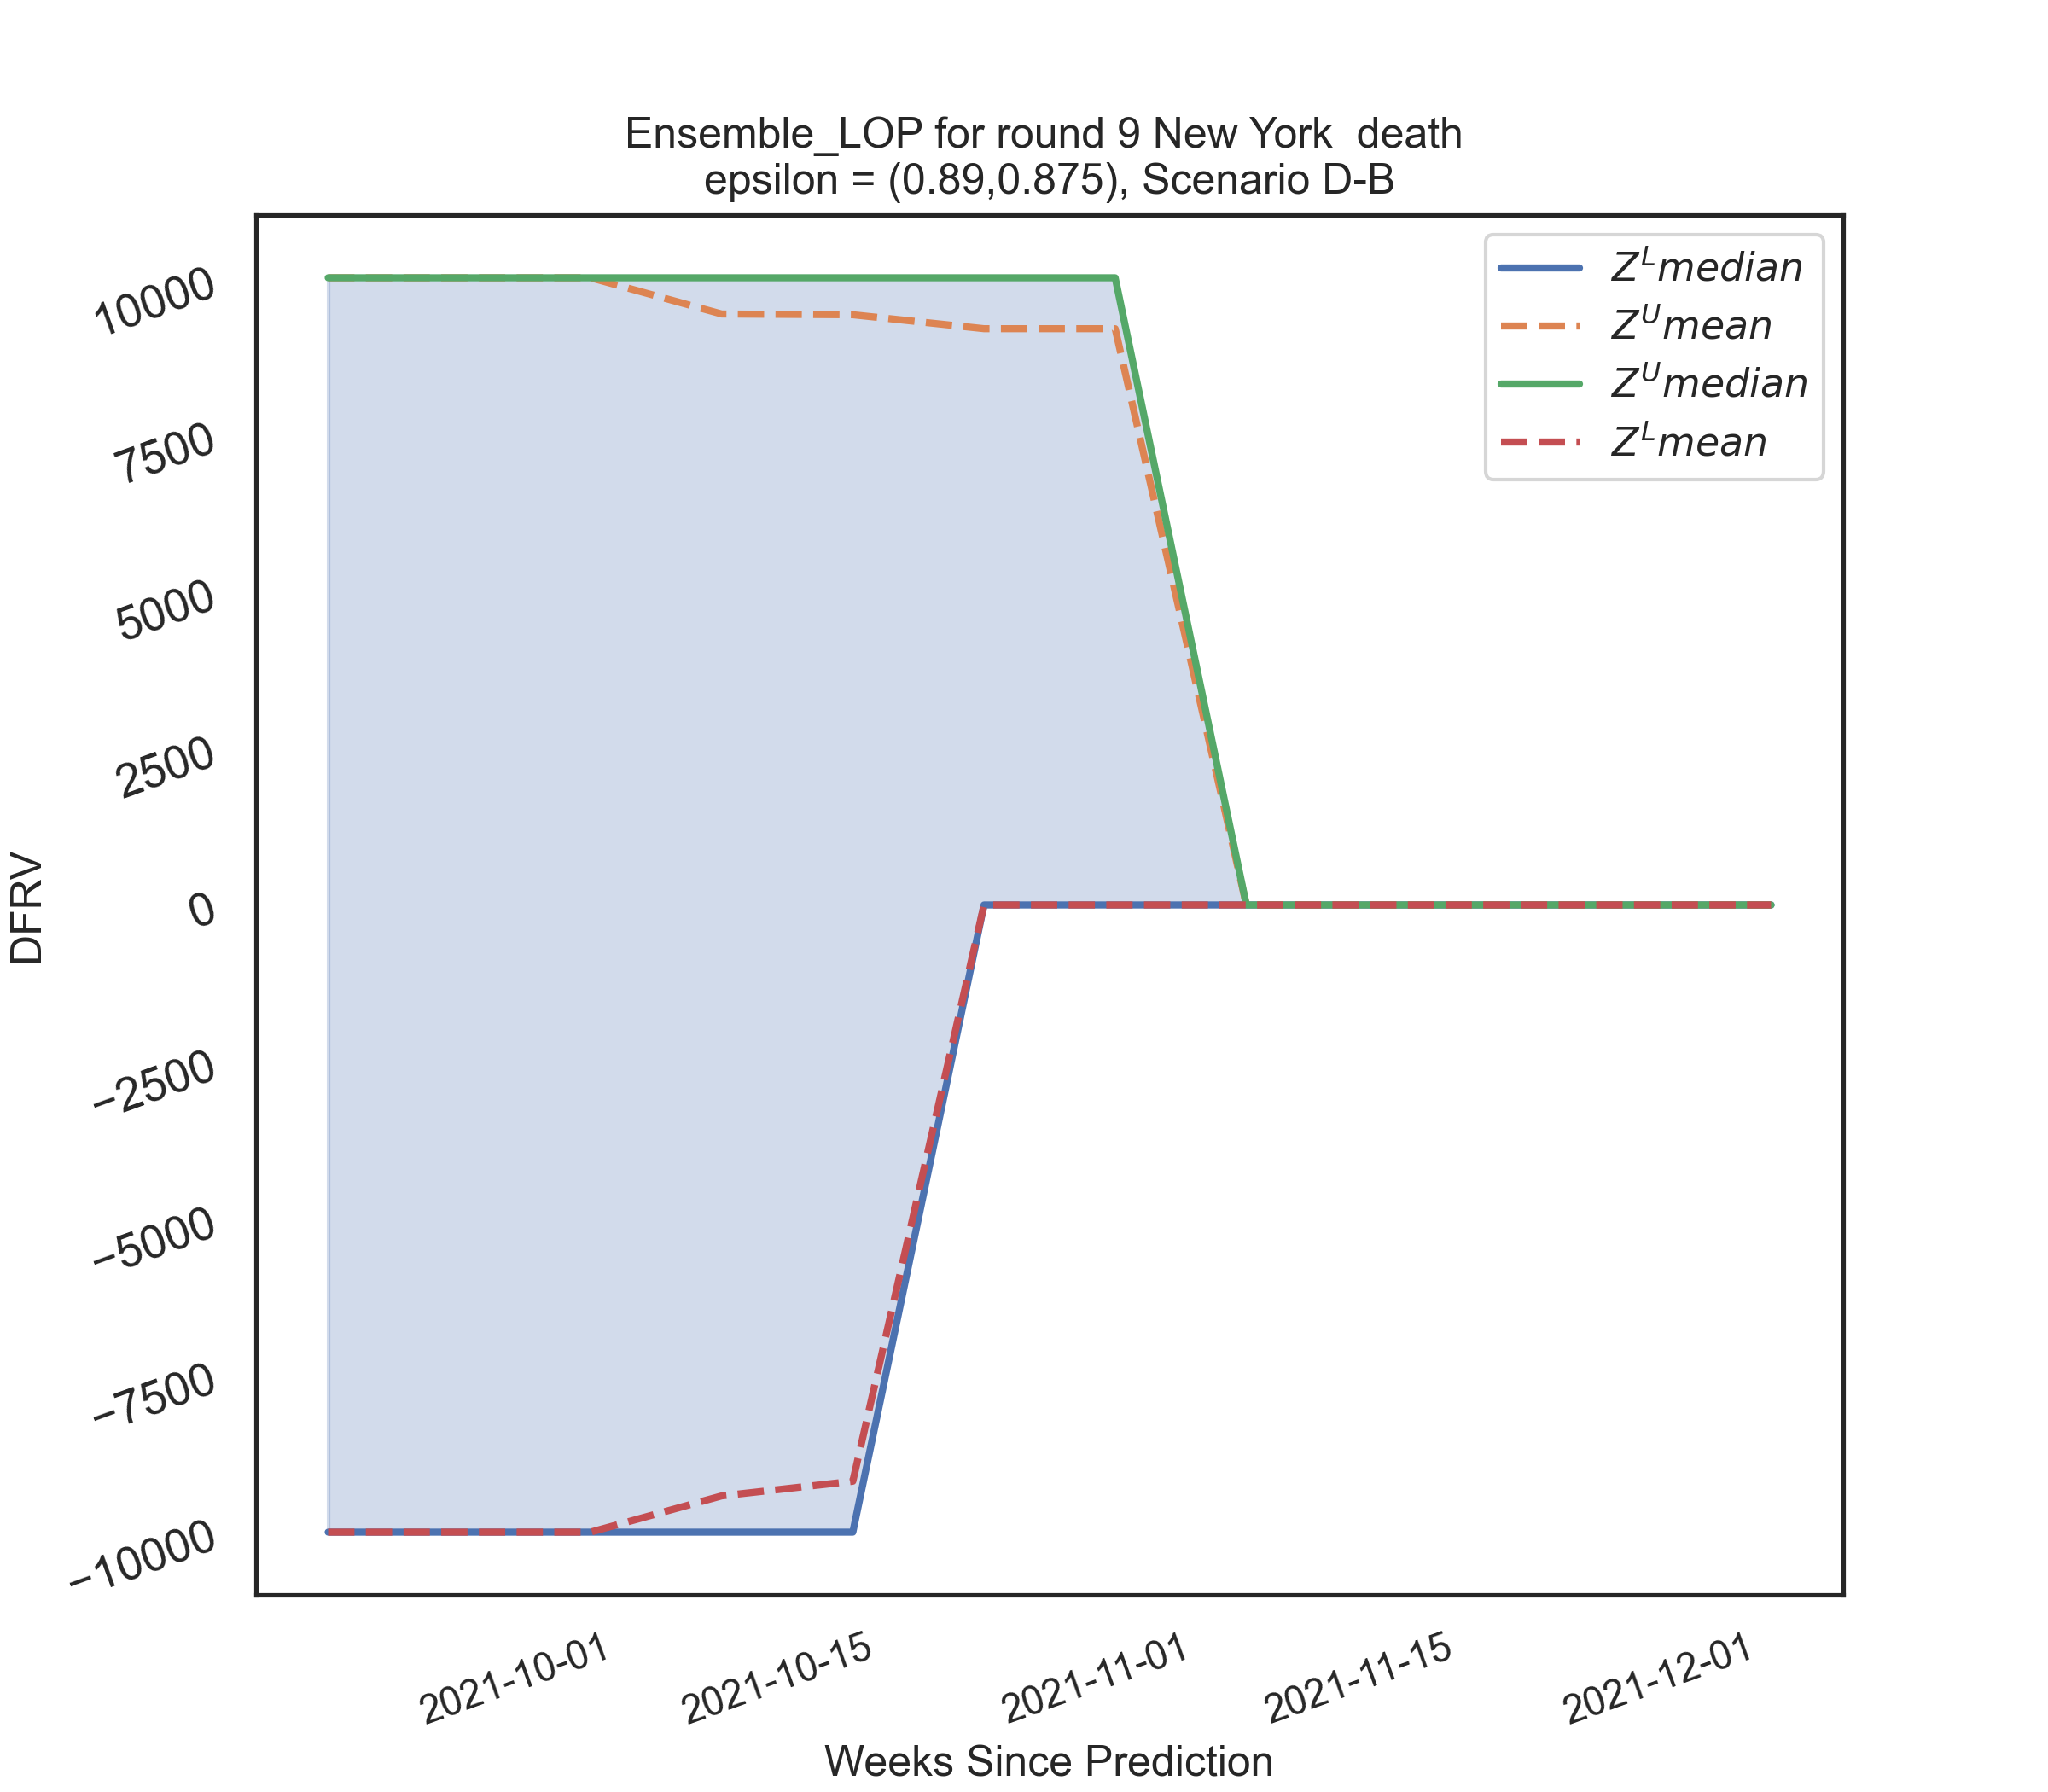 Ensemble_LOP for round 9 New York  death
epsilon = (0.89,0.875), Scenario D-B
Z^L median
Z^U mean
Z^U median
Z^L mean
10000
7500
5000
2500
0
−2500
−5000
−7500
−10000
DFRV
2021-10-01
2021-10-15
2021-11-01
2021-11-15
2021-12-01
Weeks Since Prediction